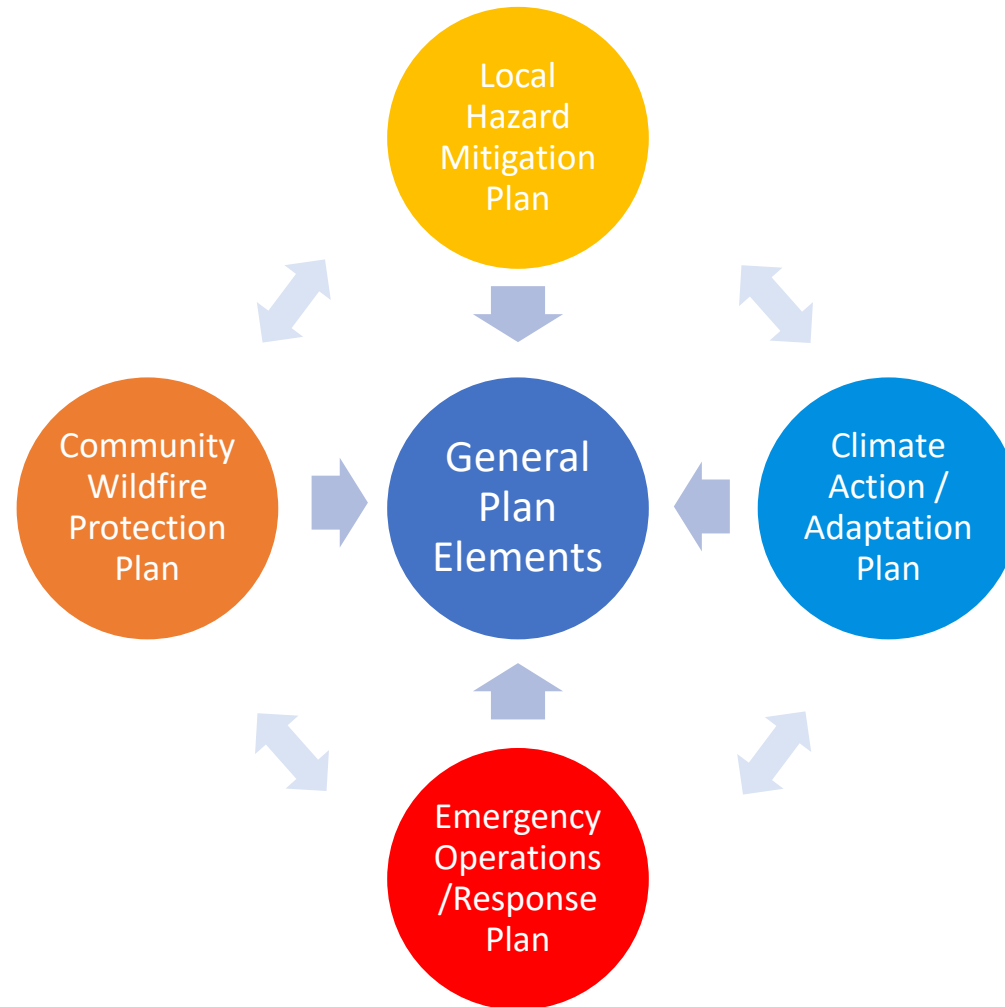 Local
Hazard
Mitigation
Plan
Community
Wildfire
Protection
Plan
General
Plan
Elements
Climate
Action /
Adaptation
Plan
Emergency
Operations
/Response
Plan